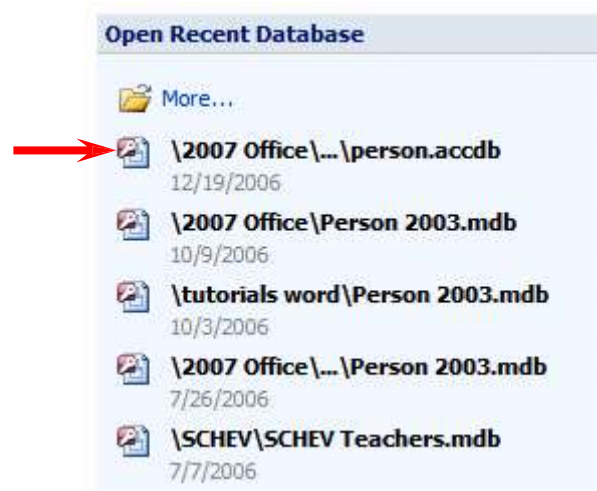 Open Recent Database
More...
\2007 Office\...\person.accdb
12/19/2006
\2007 Office\Person 2003.mdb
10/9/2006
\tutorials word\Person 2003.mdb
10/3/2006
\2007 Office\...\Person 2003.mdb
7/26/2006
\SCHEV\SCHEV Teachers.mdb
7/7/2006